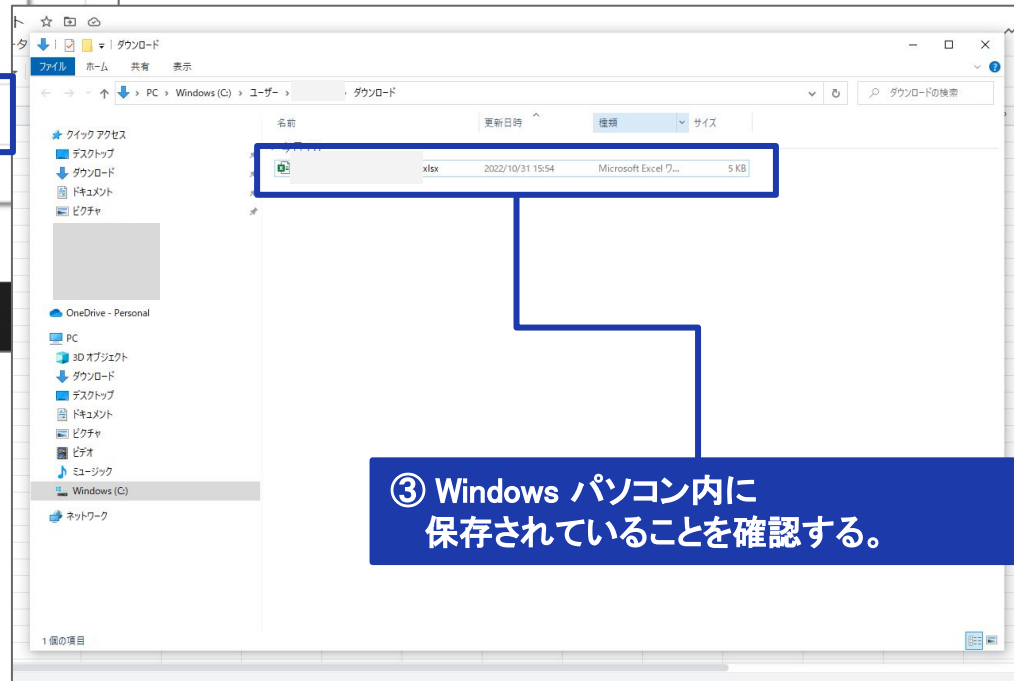 ト
ータ
ダウンロード
ファイル ホーム 共有 表示
PC › Windows (C:) › ユーザー › ダウンロード
ダウンロードの検索
名前 更新日時 種類 サイズ
xlsx 2022/10/31 15:54 Microsoft Excel ワ... 5 KB
クイック アクセス
デスクトップ
ダウンロード
ドキュメント
ピクチャ
OneDrive - Personal
PC
3D オブジェクト
ダウンロード
デスクトップ
ドキュメント
ピクチャ
ビデオ
ミュージック
Windows (C:)
ネットワーク
③ Windows パソコン内に
保存されていることを確認する。
1 個の項目